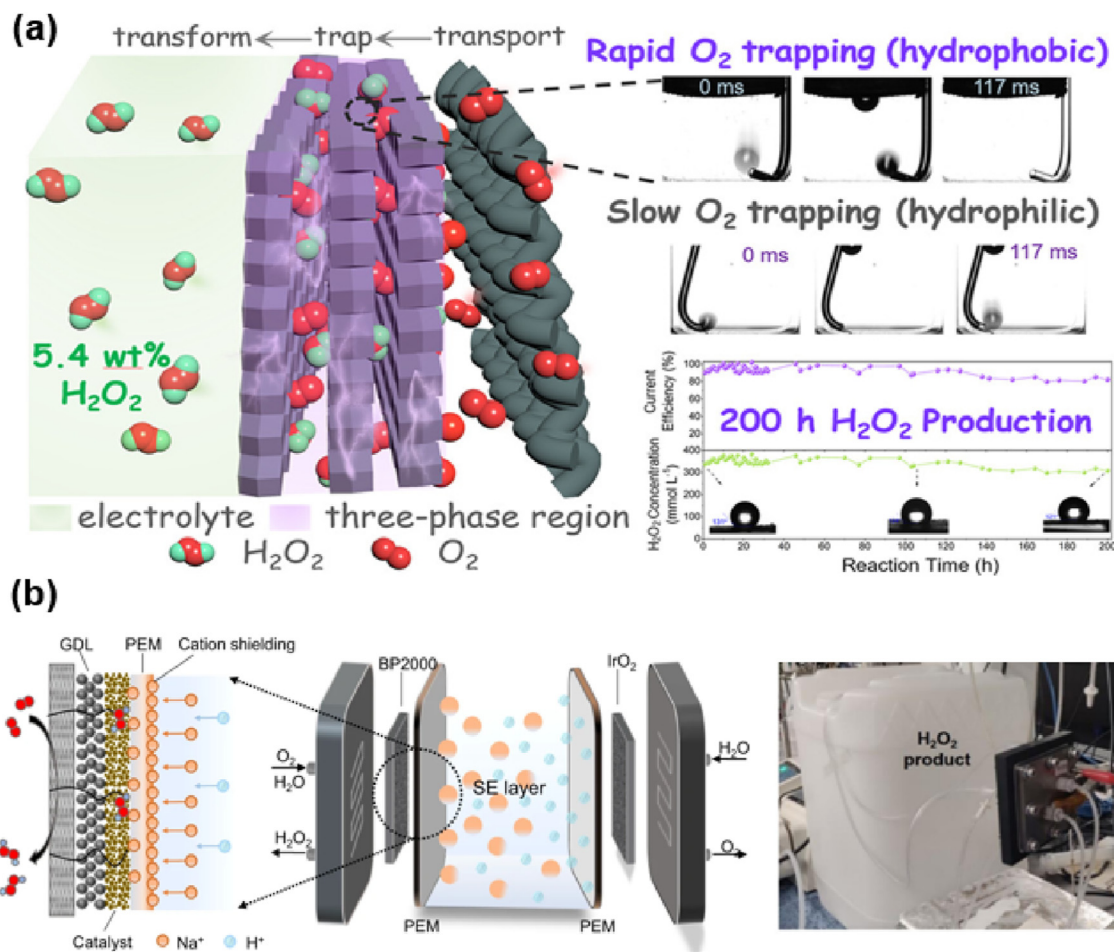 (a)
transform ← trap ← transport
Rapid O₂ trapping (hydrophobic)
0 ms
117 ms
Slow O₂ trapping (hydrophilic)
0 ms
117 ms
5.4 wt%
H₂O₂
Current
Efficiency (%)
100
80
60
40
20
200 h H₂O₂ Production
H₂O₂ Concentration
(mmol L⁻¹)
400
300
200
100
0
0 20 40 60 80 100 120 140 160 180 200
Reaction Time (h)
electrolyte three-phase region
H₂O₂ O₂
(b)
GDL PEM Cation shielding
Catalyst Na⁺ H⁺
BP2000 IrO₂
O₂
H₂O
H₂O₂
SE layer
H₂O
O₂
PEM PEM
H₂O₂
product